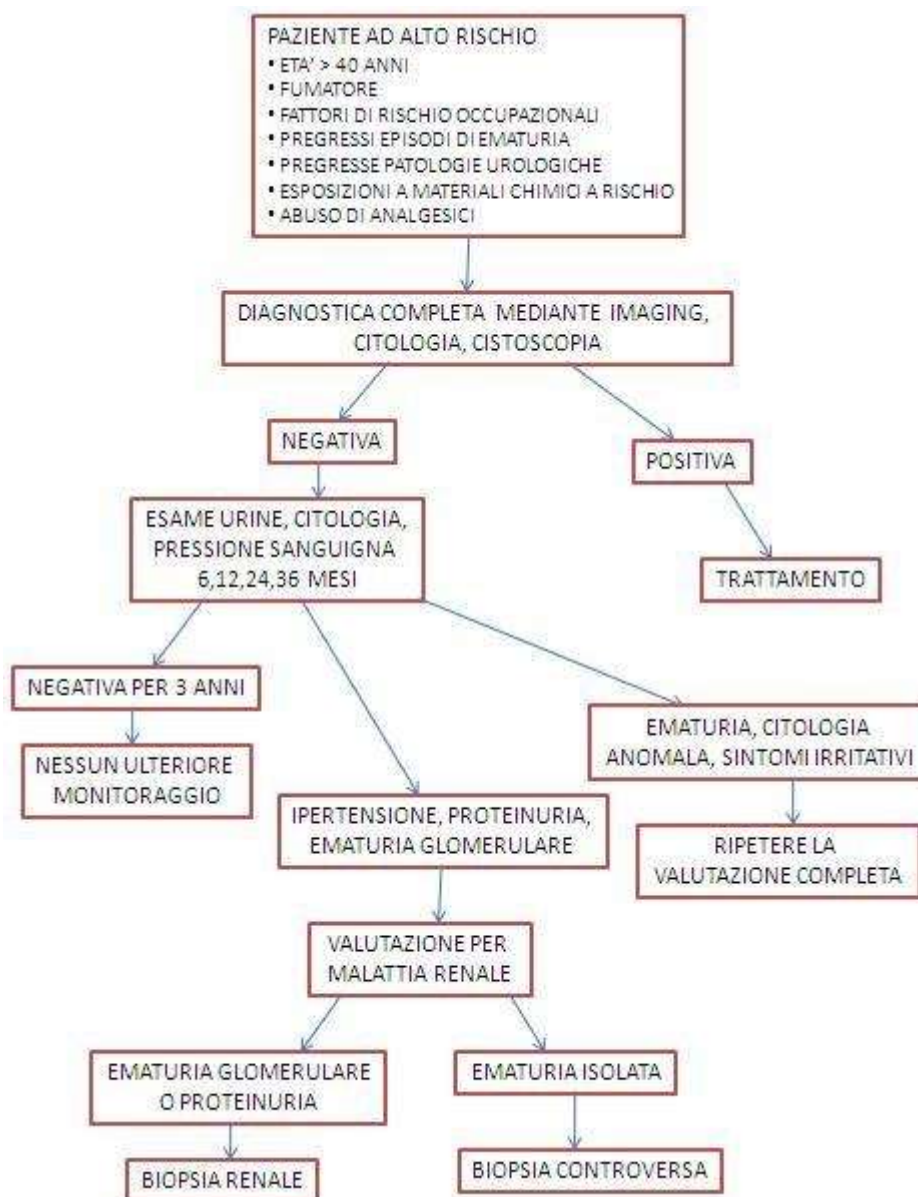 PAZIENTE AD ALTO RISCHIO
• ETA' > 40 ANNI
• FUMATORE
• FATTORI DI RISCHIO OCCUPAZIONALI
• PREGRESSI EPISODI DI EMATURIA
• PREGRESSE PATOLOGIE UROLOGICHE
• ESPOSIZIONI A MATERIALI CHIMICI A RISCHIO
• ABUSO DI ANALGESICI
DIAGNOSTICA COMPLETA MEDIANTE IMAGING,
CITOLOGIA, CISTOSCOPIA
NEGATIVA
POSITIVA
ESAME URINE, CITOLOGIA,
PRESSIONE SANGUIGNA
6,12,24,36 MESI
TRATTAMENTO
NEGATIVA PER 3 ANNI
NESSUN ULTERIORE
MONITORAGGIO
EMATURIA, CITOLOGIA
ANOMALA, SINTOMI IRRITATIVI
IPERTENSIONE, PROTEINURIA,
EMATURIA GLOMERULARE
RIPETERE LA
VALUTAZIONE COMPLETA
VALUTAZIONE PER
MALATTIA RENALE
EMATURIA GLOMERULARE
O PROTEINURIA
EMATURIA ISOLATA
BIOPSIA RENALE
BIOPSIA CONTROVERSA